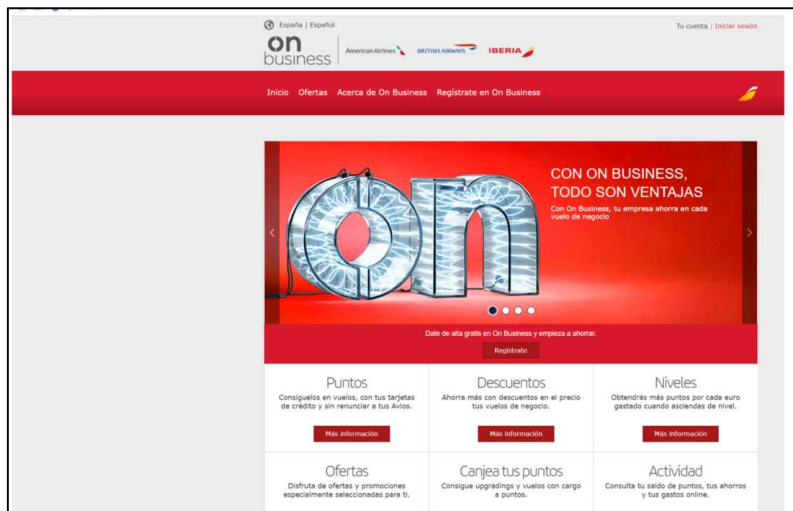 España | Español
Tu cuenta | Iniciar sesión
on
business
American Airlines
BRITISH AIRWAYS
IBERIA
Inicio Ofertas Acerca de On Business Regístrate en On Business
on
CON ON BUSINESS,
TODO SON VENTAJAS
Con On Business, tu empresa ahorra en cada
vuelo de negocio
Date de alta gratis en On Business y empieza a ahorrar.
Regístrate
Puntos
Consíguelos en vuelos, con tus tarjetas
de crédito y sin renunciar a tus Avios.
Más información
Descuentos
Ahorra más con descuentos en el precio
tus vuelos de negocio.
Más información
Niveles
Obtendrás más puntos por cada euro
gastado cuando asciendas de nivel.
Más información
Ofertas
Disfruta de ofertas y promociones
especialmente seleccionadas para ti.
Canjea tus puntos
Consigue upgradings y vuelos con cargo
a puntos.
Actividad
Consulta tu saldo de puntos, tus ahorros
y tus gastos online.